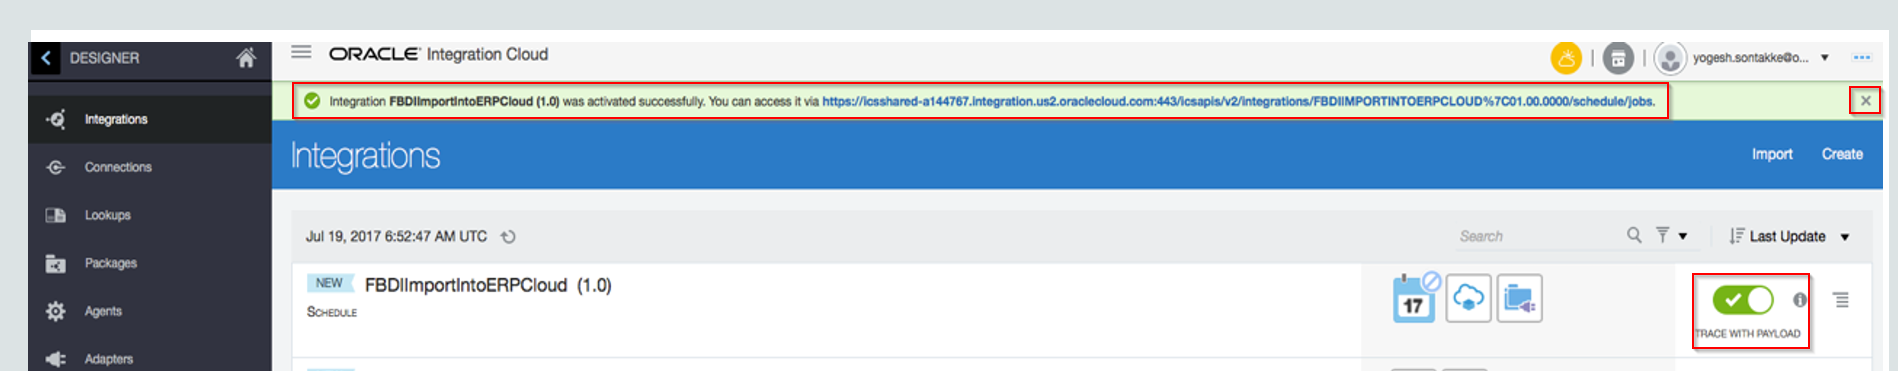 DESIGNER
ORACLE Integration Cloud
yogesh.sontakke@o...
Integration FBDIImportIntoERPCloud (1.0) was activated successfully. You can access it via https://icsshared-a144767.integration.us2.oraclecloud.com:443/icsapis/v2/integrations/FBDIIMPORTINTOERPCLOUD%7C01.00.0000/schedule/jobs.
Integrations
Connections
Lookups
Packages
Agents
Adapters
Integrations
Import Create
Jul 19, 2017 6:52:47 AM UTC
Search
Last Update
NEW FBDIImportIntoERPCloud (1.0)
SCHEDULE
17
TRACE WITH PAYLOAD